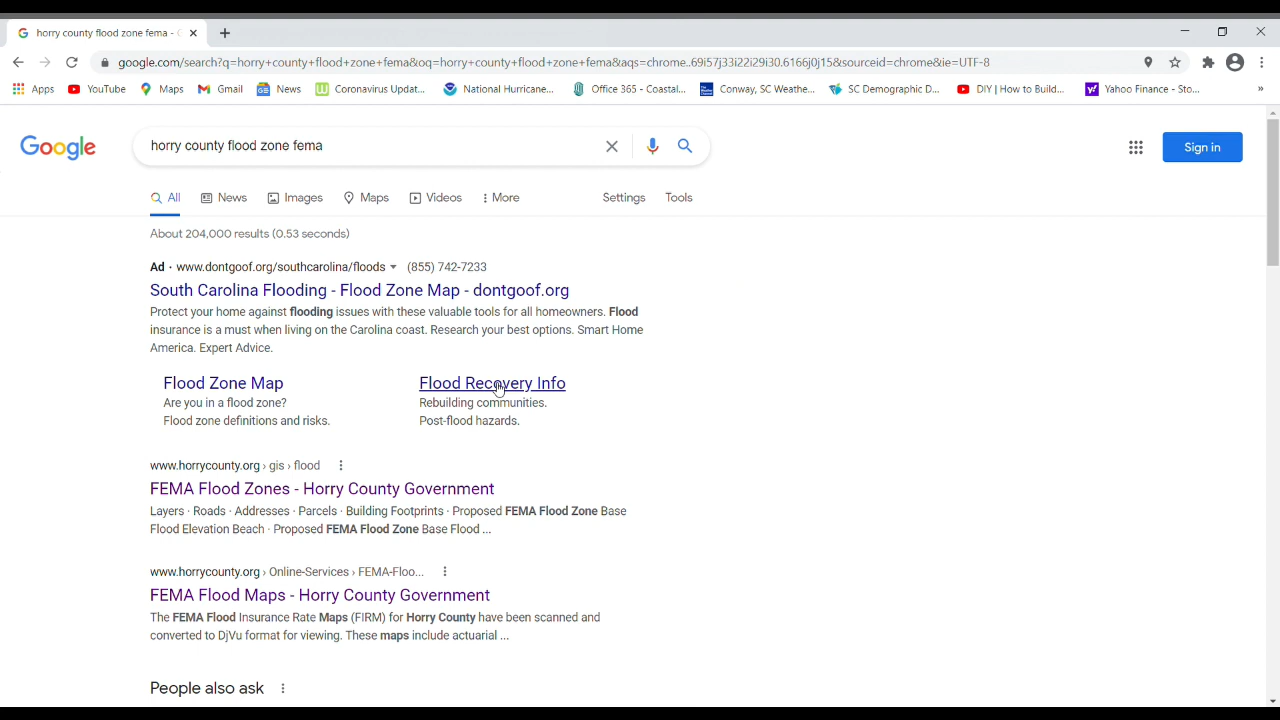 horry county flood zone fema -
google.com/search?q=horry+county+flood+zone+fema&oq=horry+county+flood+zone+fema&aqs=chrome..69i57j33i22i29i30.6166j0j15&sourceid=chrome&ie=UTF-8
Apps YouTube Maps Gmail News Coronavirus Updat... National Hurricane... Office 365 - Coastal... Conway, SC Weathe... SC Demographic D... DIY | How to Build... Yahoo Finance - Sto... »
Google horry county flood zone fema Sign in
All News Images Maps Videos More Settings Tools
About 204,000 results (0.53 seconds)
Ad · www.dontgoof.org/southcarolina/floods (855) 742-7233
South Carolina Flooding - Flood Zone Map - dontgoof.org
Protect your home against flooding issues with these valuable tools for all homeowners. Flood
insurance is a must when living on the Carolina coast. Research your best options. Smart Home
America. Expert Advice.
Flood Zone Map Flood Recovery Info
Are you in a flood zone? Rebuilding communities.
Flood zone definitions and risks. Post-flood hazards.
www.horrycounty.org › gis › flood
FEMA Flood Zones - Horry County Government
Layers · Roads · Addresses · Parcels · Building Footprints · Proposed FEMA Flood Zone Base
Flood Elevation Beach · Proposed FEMA Flood Zone Base Flood ...
www.horrycounty.org › Online-Services › FEMA-Floo...
FEMA Flood Maps - Horry County Government
The FEMA Flood Insurance Rate Maps (FIRM) for Horry County have been scanned and
converted to DjVu format for viewing. These maps include actuarial ...
People also ask